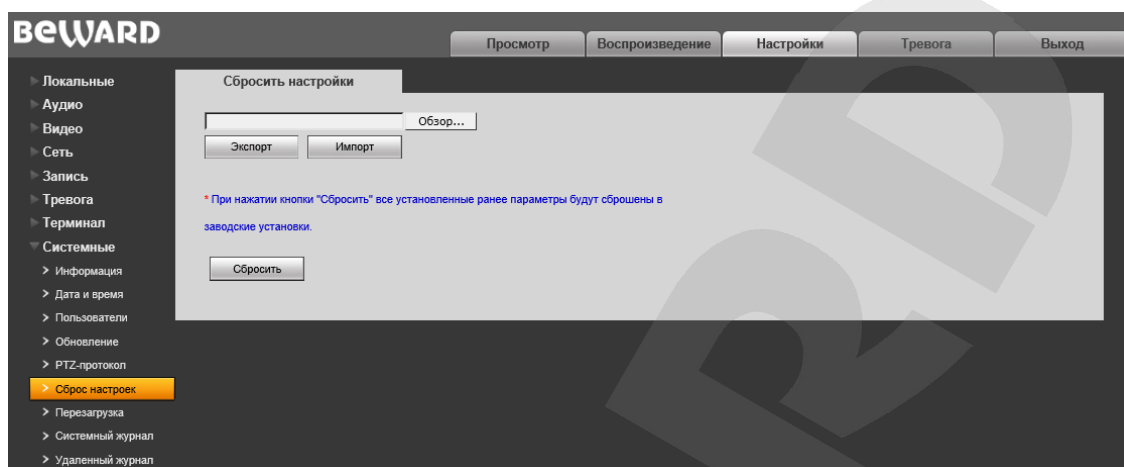 BEWARD
Просмотр
Воспроизведение
Настройки
Тревога
Выход
Локальные
Аудио
Видео
Сеть
Запись
Тревога
Терминал
Системные
Информация
Дата и время
Пользователи
Обновление
PTZ-протокол
Сброс настроек
Перезагрузка
Системный журнал
Удаленный журнал
Сбросить настройки
Обзор...
Экспорт
Импорт
* При нажатии кнопки "Сбросить" все установленные ранее параметры будут сброшены в
заводские установки.
Сбросить
RD